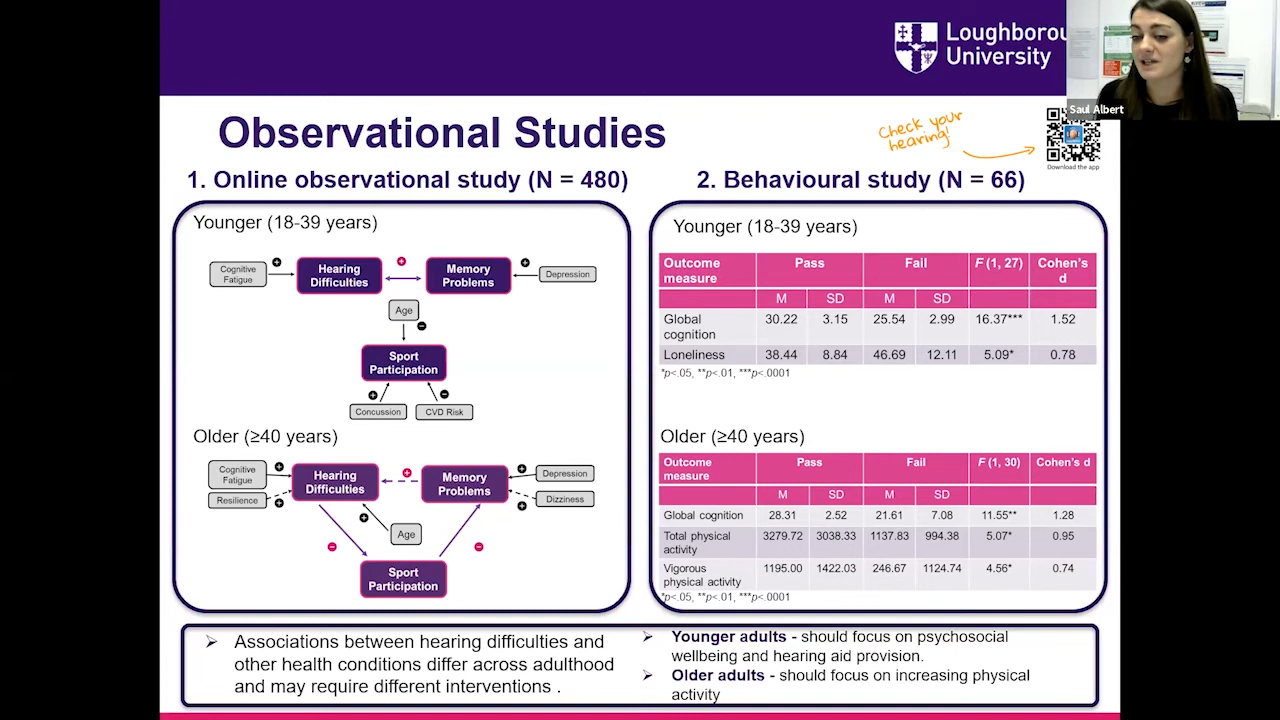 Loughborou
University
Saul Albert
Observational Studies
Check your
hearing!
Download the app
1. Online observational study (N = 480)
2. Behavioural study (N = 66)
Younger (18-39 years)
Cognitive
Fatigue
+
Hearing
Difficulties
+
Memory
Problems
+
Depression
Age
−
Sport
Participation
+
−
Concussion
CVD Risk
Older (≥40 years)
Cognitive
Fatigue
+
Resilience
+
Hearing
Difficulties
+
Memory
Problems
+
Depression
+
Dizziness
+
Age
−
−
Sport
Participation
Younger (18-39 years)
Outcome measure Pass Fail F (1, 27) Cohen's d
M SD M SD
Global cognition 30.22 3.15 25.54 2.99 16.37*** 1.52
Loneliness 38.44 8.84 46.69 12.11 5.09* 0.78
*p<.05, **p<.01, ***p<.0001
Older (≥40 years)
Outcome measure Pass Fail F (1, 30) Cohen's d
M SD M SD
Global cognition 28.31 2.52 21.61 7.08 11.55** 1.28
Total physical activity 3279.72 3038.33 1137.83 994.38 5.07* 0.95
Vigorous physical activity 1195.00 1422.03 246.67 1124.74 4.56* 0.74
*p<.05, **p<.01, ***p<.0001
➢ Associations between hearing difficulties and
other health conditions differ across adulthood
and may require different interventions .
➢ Younger adults - should focus on psychosocial
wellbeing and hearing aid provision.
➢ Older adults - should focus on increasing physical
activity